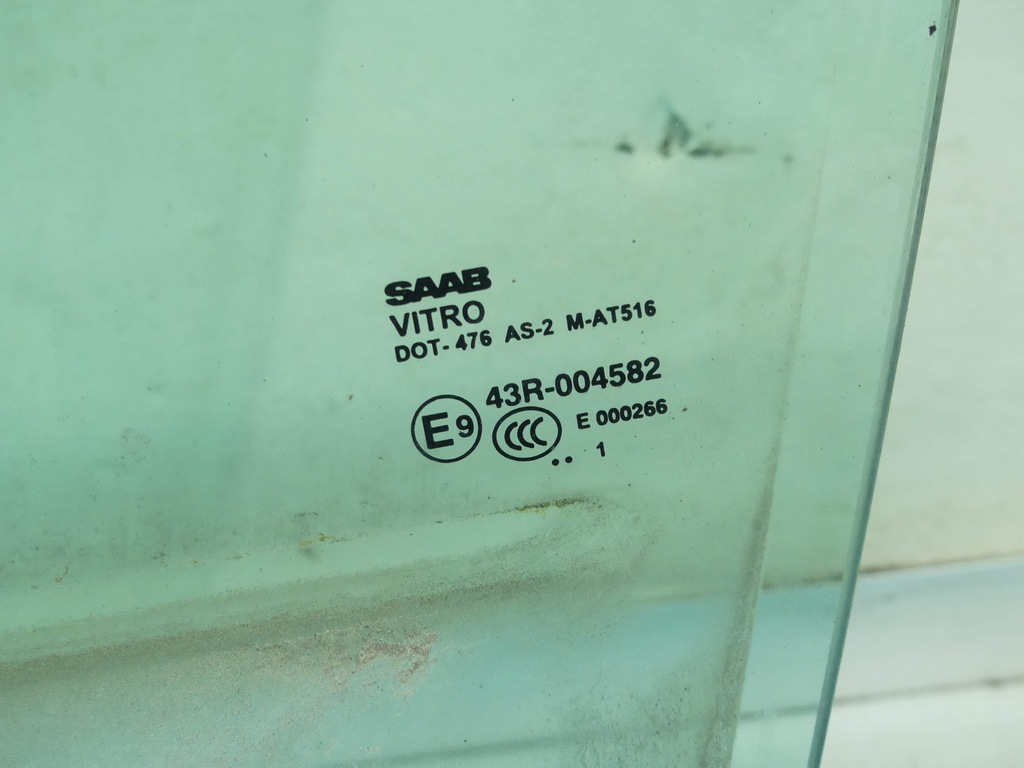 SAAB
VITRO
DOT-476 AS-2 M-AT516
43R-004582
E9 CCC E 000266
.. 1